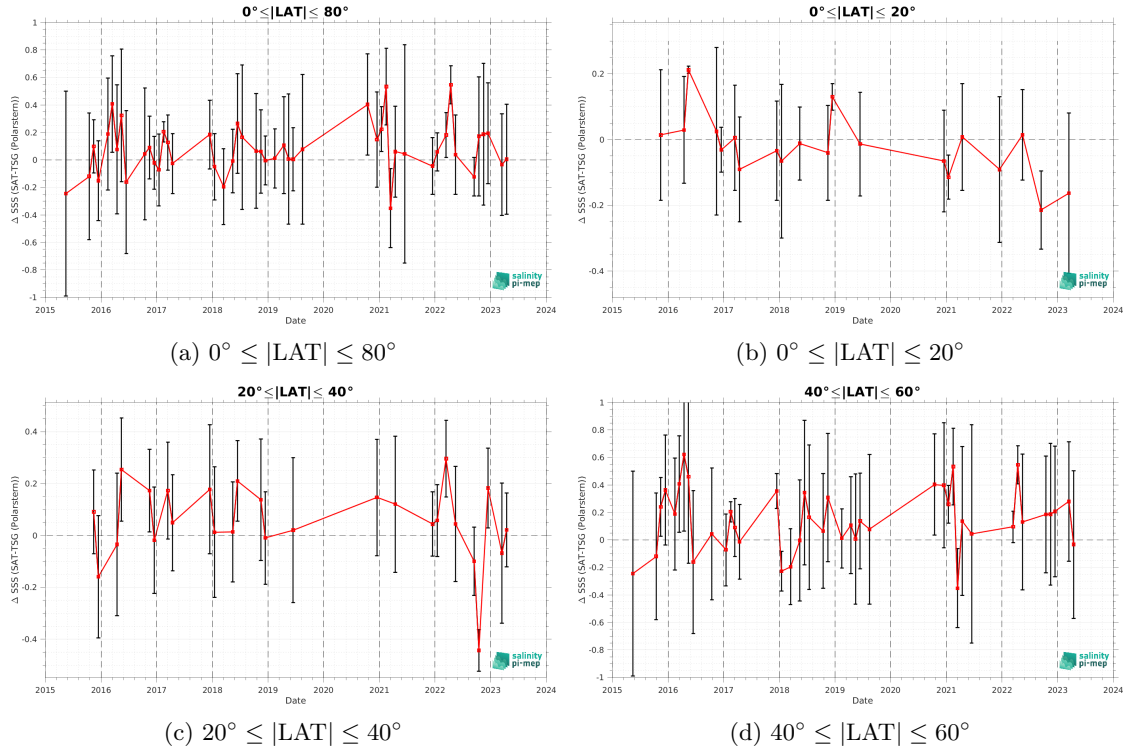 0°≤|LAT|≤ 80°
Δ SSS (SAT-TSG (Polarstern))
1
0.8
0.6
0.4
0.2
0
-0.2
-0.4
-0.6
-0.8
-1
2015 2016 2017 2018 2019 2020 2021 2022 2023 2024
Date
salinity
pi-mep
(a) 0° ≤ |LAT| ≤ 80°
0°≤|LAT|≤ 20°
Δ SSS (SAT-TSG (Polarstern))
0.2
0
-0.2
-0.4
2015 2016 2017 2018 2019 2020 2021 2022 2023 2024
Date
salinity
pi-mep
(b) 0° ≤ |LAT| ≤ 20°
20°≤|LAT|≤ 40°
Δ SSS (SAT-TSG (Polarstern))
0.4
0.2
0
-0.2
-0.4
2015 2016 2017 2018 2019 2020 2021 2022 2023 2024
Date
salinity
pi-mep
(c) 20° ≤ |LAT| ≤ 40°
40°≤|LAT|≤ 60°
Δ SSS (SAT-TSG (Polarstern))
1
0.8
0.6
0.4
0.2
0
-0.2
-0.4
-0.6
-0.8
-1
2015 2016 2017 2018 2019 2020 2021 2022 2023 2024
Date
salinity
pi-mep
(d) 40° ≤ |LAT| ≤ 60°